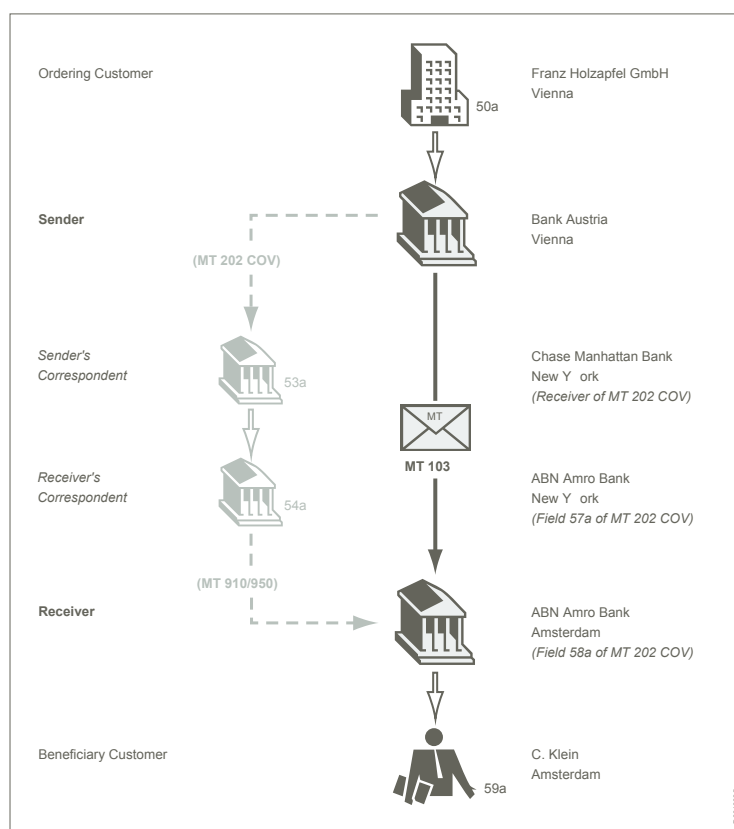 Ordering Customer
50a
Franz Holzapfel GmbH
Vienna
Sender
Bank Austria
Vienna
(MT 202 COV)
Sender's
Correspondent
53a
Chase Manhattan Bank
New Y ork
(Receiver of MT 202 COV)
MT
MT 103
Receiver's
Correspondent
54a
ABN Amro Bank
New Y ork
(Field 57a of MT 202 COV)
(MT 910/950)
Receiver
ABN Amro Bank
Amsterdam
(Field 58a of MT 202 COV)
Beneficiary Customer
59a
C. Klein
Amsterdam